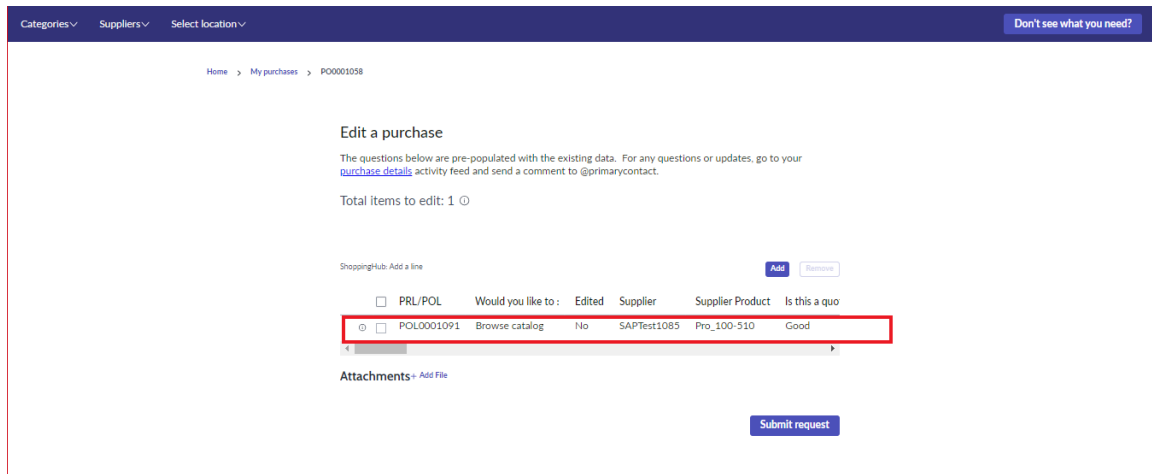 Categories Suppliers Select location Don't see what you need?
Home > My purchases > PO0001058
Edit a purchase
The questions below are pre-populated with the existing data. For any questions or updates, go to your
purchase details activity feed and send a comment to @primarycontact.
Total items to edit: 1
ShoppingHub: Add a line Add Remove
PRL/POL Would you like to : Edited Supplier Supplier Product Is this a quo
POL0001091 Browse catalog No SAPTest1085 Pro_100-510 Good
Attachments+ Add File
Submit request